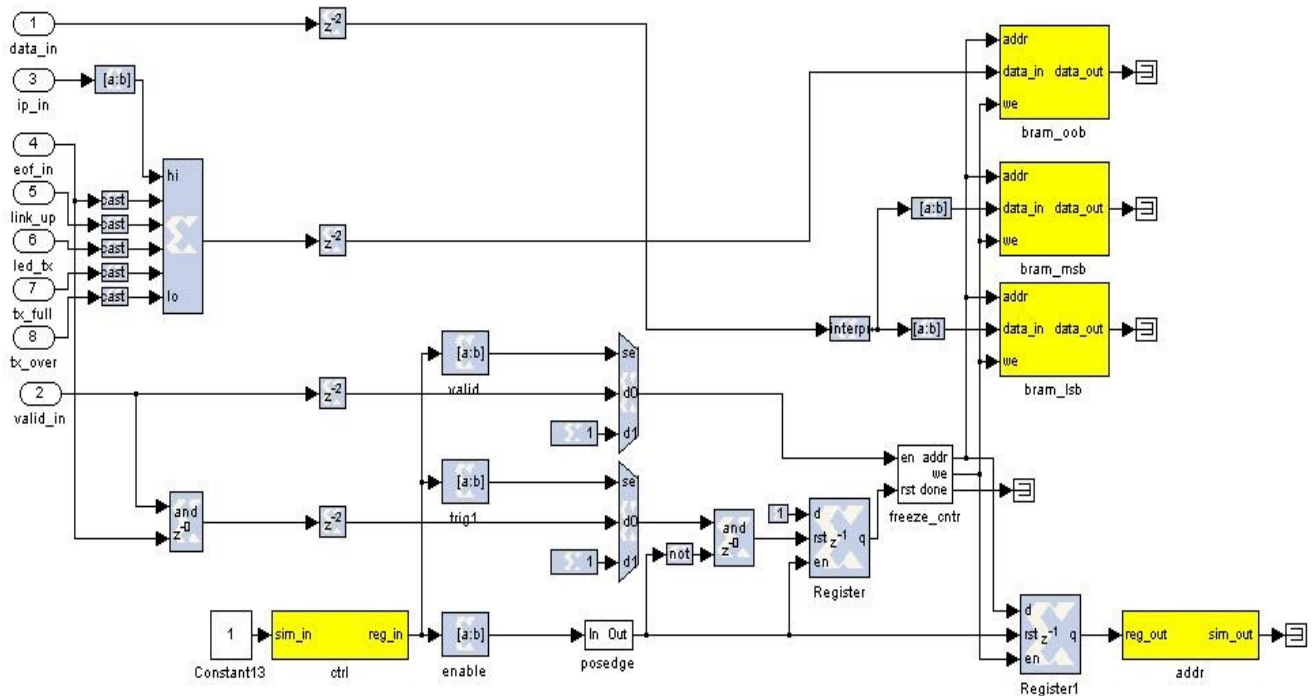 1
data_in
z⁻²
3
ip_in
[a:b]
4
eof_in
5
link_up
6
led_tx
7
tx_full
8
tx_over
2
valid_in
cast
cast
cast
cast
cast
hi
lo
z⁻²
addr
data_in data_out
we
bram_oob
addr
[a:b]
data_in data_out
we
bram_msb
addr
interpr
[a:b]
data_in data_out
we
bram_lsb
[a:b]
valid
z⁻²
se
d0
1
d1
[a:b]
trig1
and
z⁻⁰
z⁻²
se
d0
1
d1
not
and
z⁻⁰
1
d
rst z⁻¹ q
en
Register
en addr
we
rst done
freeze_cntr
1
Constant13
sim_in reg_in
ctrl
[a:b]
enable
In Out
posedge
d
rst z⁻¹ q
en
Register1
reg_out sim_out
addr